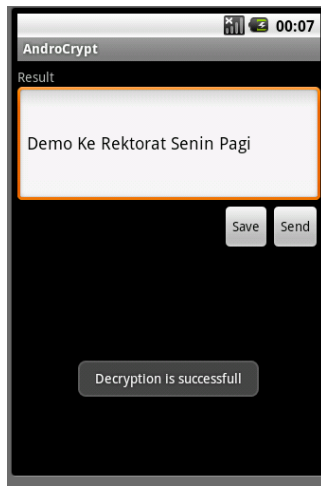 00:07
AndroCrypt
Result
Demo Ke Rektorat Senin Pagi
Save Send
Decryption is successfull